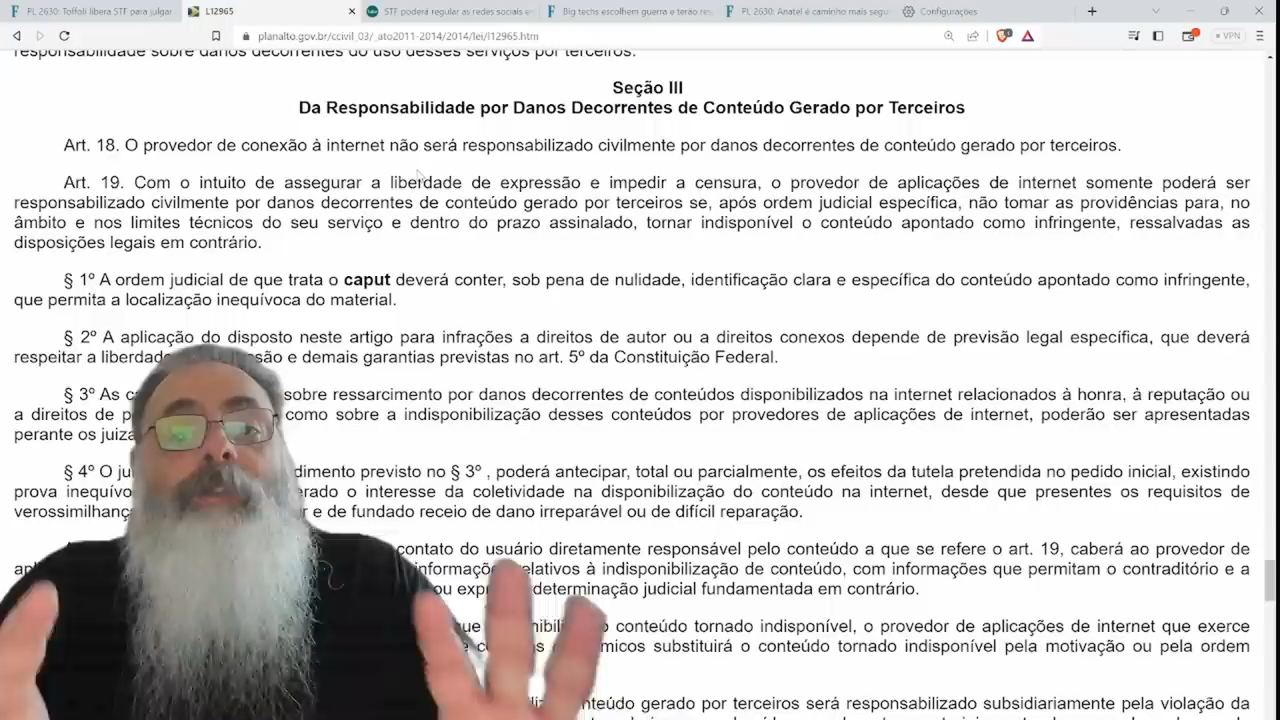 PL 2630: Toffoli libera STF para julgar
L12965
STF poderá regular as redes sociais em
Big techs escolhem guerra e terão res
PL 2630: Anatel é caminho mais segu
Configurações
planalto.gov.br/ccivil_03/_ato2011-2014/2014/lei/l12965.htm
VPN
responsabilidade sobre danos decorrentes do uso desses serviços por terceiros.
Seção III
Da Responsabilidade por Danos Decorrentes de Conteúdo Gerado por Terceiros
Art. 18. O provedor de conexão à internet não será responsabilizado civilmente por danos decorrentes de conteúdo gerado por terceiros.
Art. 19. Com o intuito de assegurar a liberdade de expressão e impedir a censura, o provedor de aplicações de internet somente poderá ser
responsabilizado civilmente por danos decorrentes de conteúdo gerado por terceiros se, após ordem judicial específica, não tomar as providências para, no
âmbito e nos limites técnicos do seu serviço e dentro do prazo assinalado, tornar indisponível o conteúdo apontado como infringente, ressalvadas as
disposições legais em contrário.
§ 1º A ordem judicial de que trata o caput deverá conter, sob pena de nulidade, identificação clara e específica do conteúdo apontado como infringente,
que permita a localização inequívoca do material.
§ 2º A aplicação do disposto neste artigo para infrações a direitos de autor ou a direitos conexos depende de previsão legal específica, que deverá
respeitar a liberdade são e demais garantias previstas no art. 5º da Constituição Federal.
§ 3º As sobre ressarcimento por danos decorrentes de conteúdos disponibilizados na internet relacionados à honra, à reputação ou
a direitos de como sobre a indisponibilização desses conteúdos por provedores de aplicações de internet, poderão ser apresentadas
perante os
§ 4º O dimento previsto no § 3º , poderá antecipar, total ou parcialmente, os efeitos da tutela pretendida no pedido inicial, existindo
prova erado o interesse da coletividade na disponibilização do conteúdo na internet, desde que presentes os requisitos de
e de fundado receio de dano irreparável ou de difícil reparação.
contato do usuário diretamente responsável pelo conteúdo a que se refere o art. 19, caberá ao provedor de
informações relativos à indisponibilização de conteúdo, com informações que permitam o contraditório e a
ou determinação judicial fundamentada em contrário.
que o conteúdo tornado indisponível, o provedor de aplicações de internet que exerce
substituirá o conteúdo tornado indisponível pela motivação ou pela ordem
conteúdo gerado por terceiros será responsabilizado subsidiariamente pela violação da